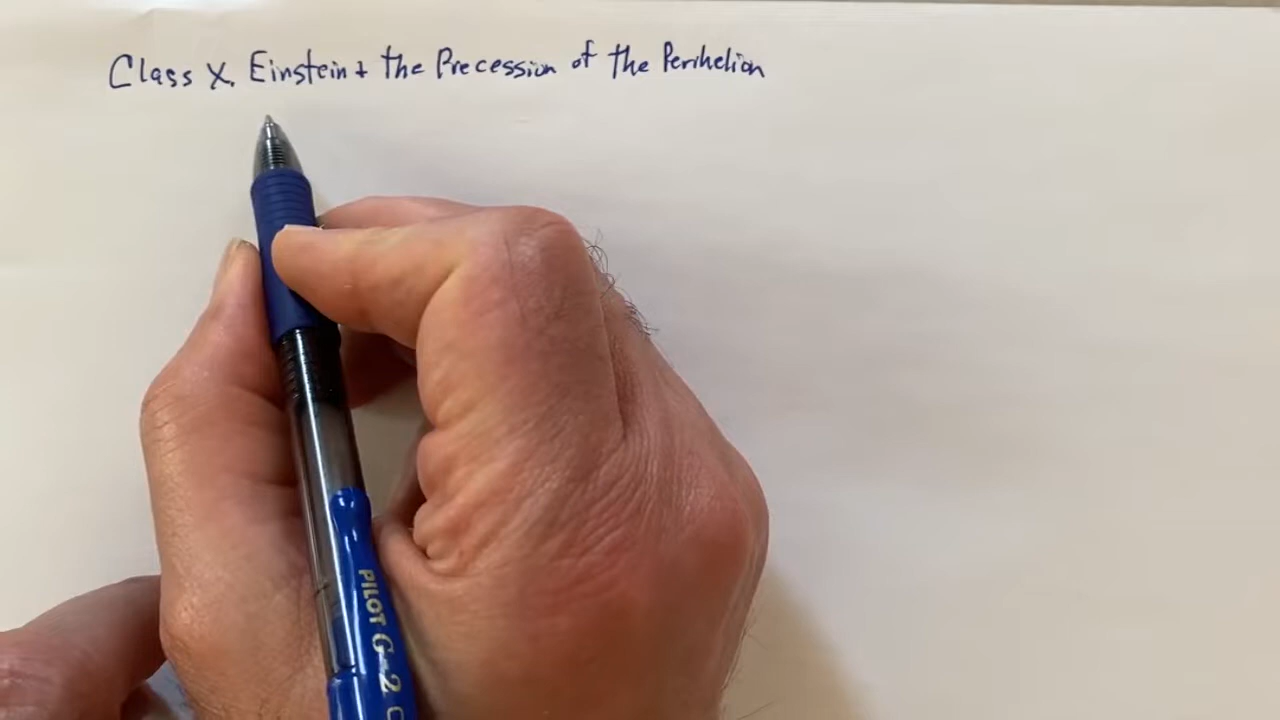 Class X. Einstein + the Precession of the Perihelion
PILOT G-2